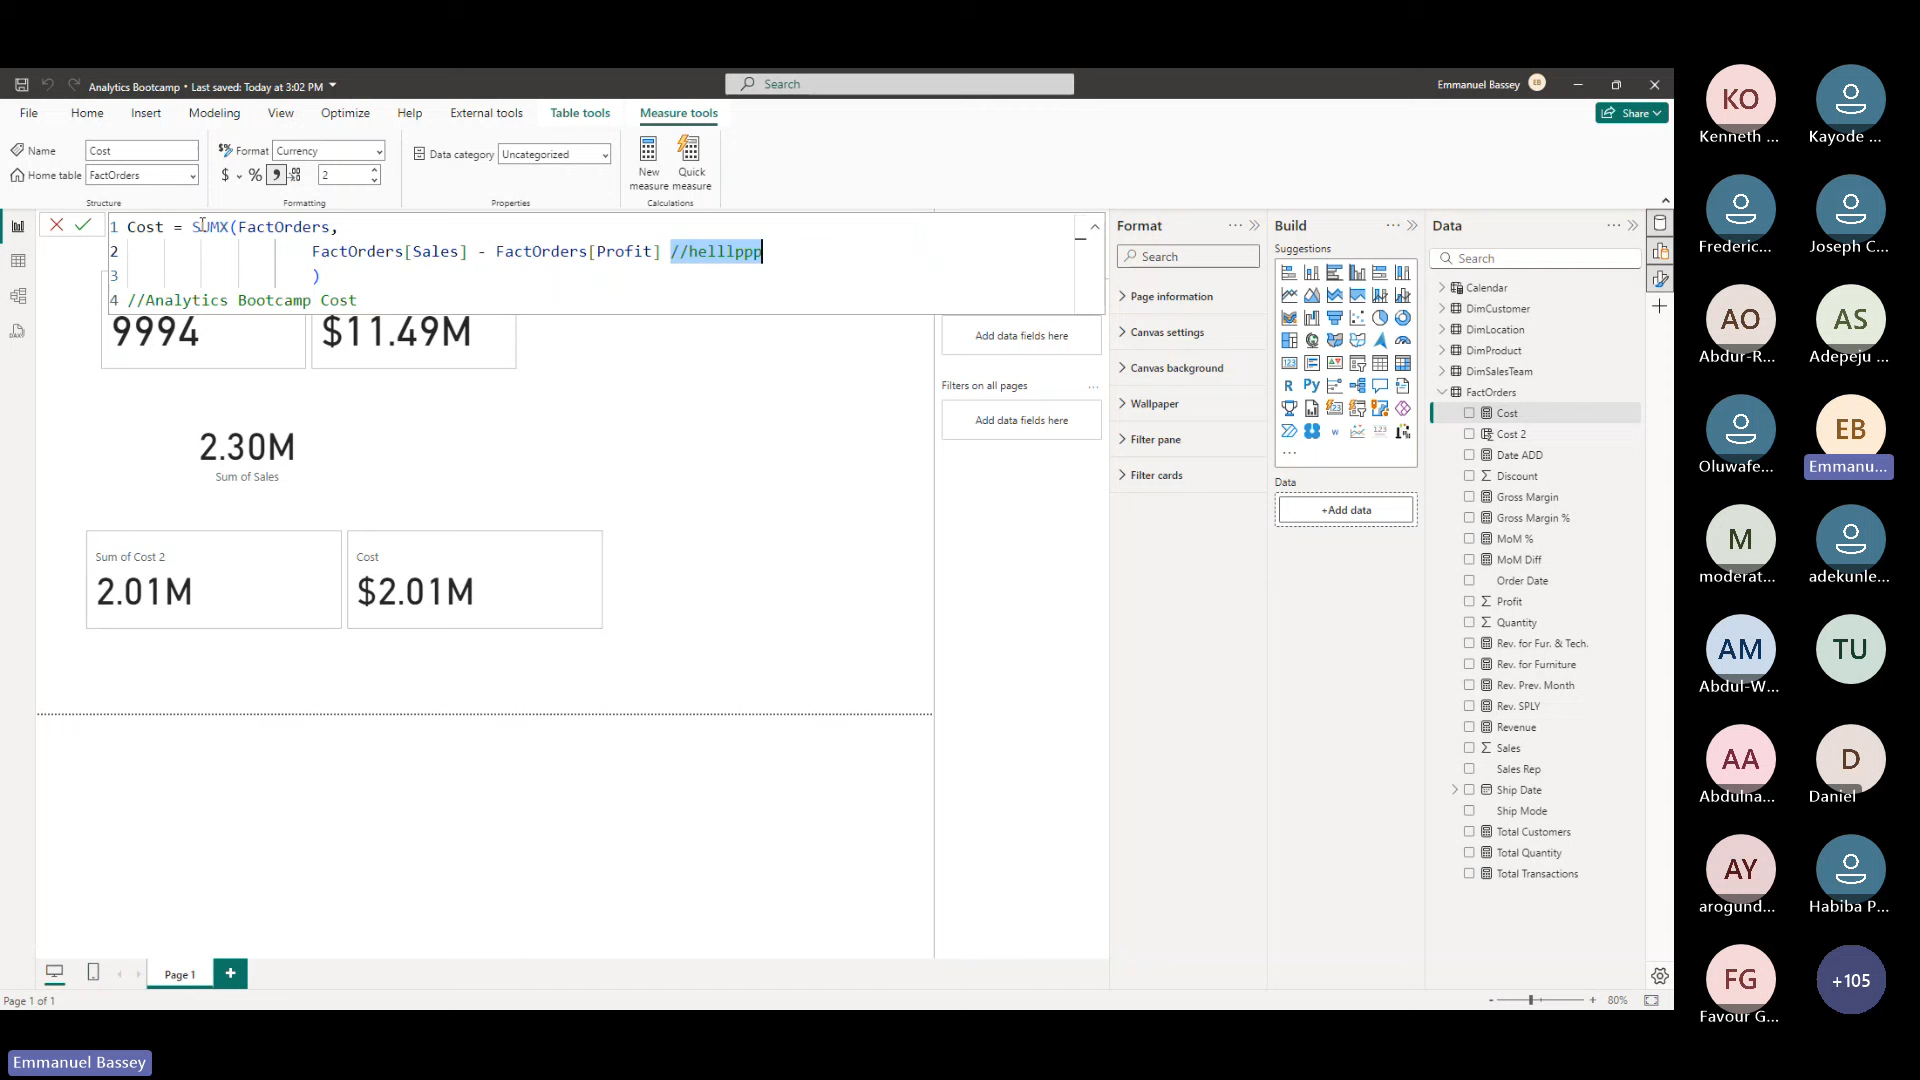 Analytics Bootcamp • Last saved: Today at 3:02 PM
Search
Emmanuel Bassey
EB
File
Home
Insert
Modeling
View
Optimize
Help
External tools
Table tools
Measure tools
Share
Name
Cost
Home table
FactOrders
Structure
Format
Currency
$
%
2
Formatting
Data category
Uncategorized
Properties
New measure
Quick measure
Calculations
1 Cost = SUMX(FactOrders,
2 FactOrders[Sales] - FactOrders[Profit] //helllppp
3 )
4 //Analytics Bootcamp Cost
9994
$11.49M
2.30M
Sum of Sales
Sum of Cost 2
2.01M
Cost
$2.01M
Add data fields here
Filters on all pages
...
Add data fields here
Format
Search
Page information
Canvas settings
Canvas background
Wallpaper
Filter pane
Filter cards
Build
Suggestions
123
R
Py
...
Data
+Add data
Data
Search
Calendar
DimCustomer
DimLocation
DimProduct
DimSalesTeam
FactOrders
Cost
Cost 2
Date ADD
Discount
Gross Margin
Gross Margin %
MoM %
MoM Diff
Order Date
Profit
Quantity
Rev. for Fur. & Tech.
Rev. for Furniture
Rev. Prev. Month
Rev. SPLY
Revenue
Sales
Sales Rep
Ship Date
Ship Mode
Total Customers
Total Quantity
Total Transactions
Page 1
Page 1 of 1
- + 80%
KO
Kenneth ...
Kayode ...
Frederic...
Joseph C...
AO
Abdur-R...
AS
Adepeju ...
Oluwafe...
EB
Emmanu...
M
moderat...
adekunle...
AM
Abdul-W...
TU
AA
Abdulna...
D
Daniel
AY
arogund...
Habiba P...
FG
Favour G...
+105
Emmanuel Bassey